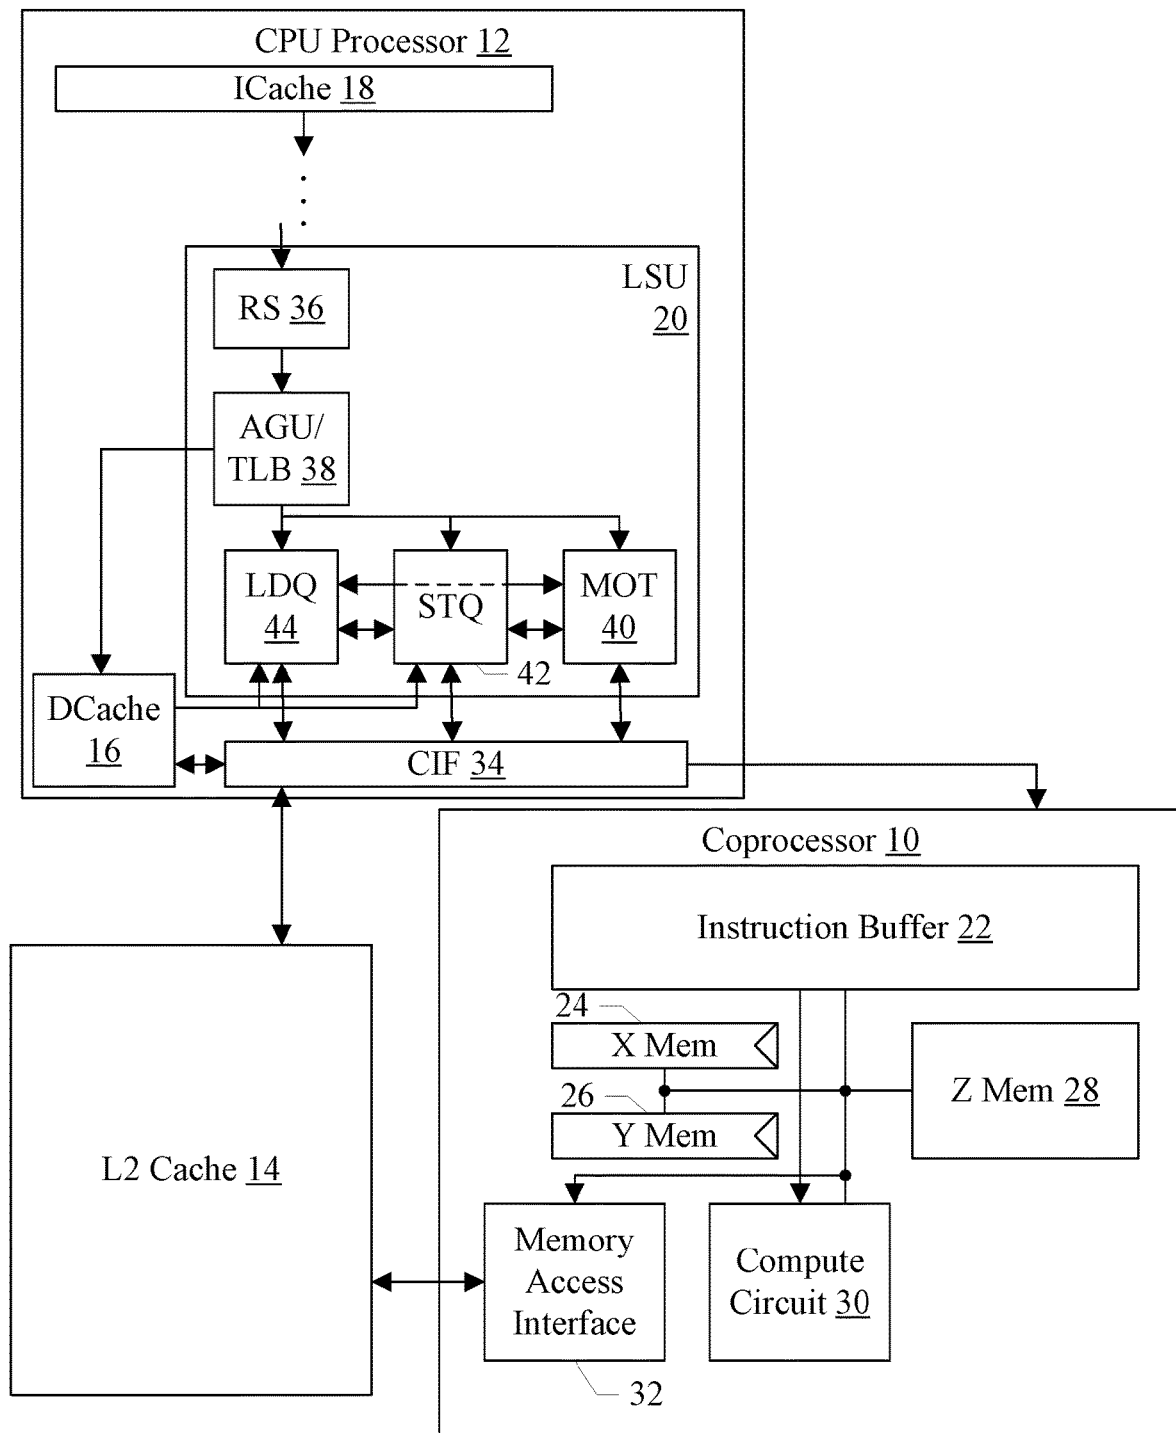 CPU Processor 12
ICache 18
LSU
20
RS 36
AGU/
TLB 38
LDQ
44
STQ
42
MOT
40
DCache
16
CIF 34
Coprocessor 10
Instruction Buffer 22
24
X Mem
26
Y Mem
Z Mem 28
L2 Cache 14
Memory
Access
Interface
32
Compute
Circuit 30